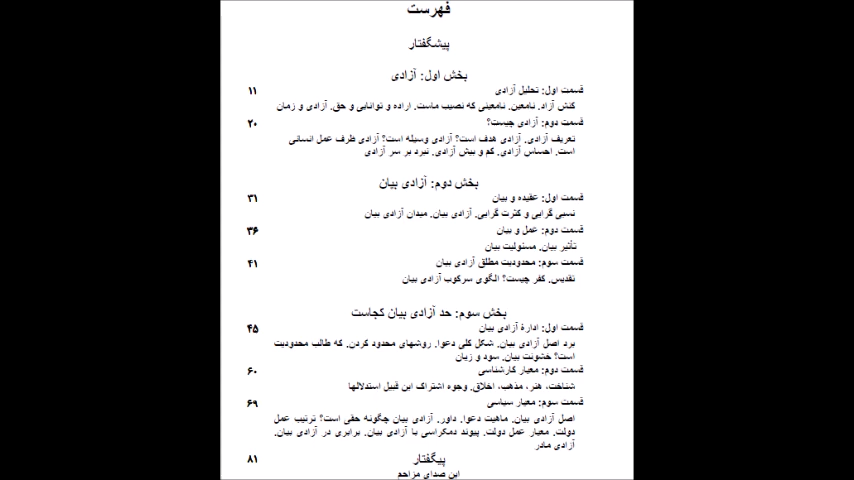 فهرست
پیشگفتار
بخش اول: آزادی
قسمت اول: تحلیل آزادی ۱۱
کنش آزاد. نامعین. نامعینی که نصیب ماست. اراده و توانایی و حق. آزادی و زمان
قسمت دوم: آزادی چیست؟ ۲۰
تعریف آزادی. آزادی هدف است؟ آزادی وسیله است؟ آزادی ظرف عمل انسانی
است. احساس آزادی. کم و بیش آزادی. نبرد بر سر آزادی
بخش دوم: آزادی بیان
قسمت اول: عقیده و بیان ۳۱
نسبی گرایی و کثرت گرایی. آزادی بیان. میدان آزادی بیان
قسمت دوم: عمل و بیان ۳۶
تأثیر بیان. مسئولیت بیان
قسمت سوم: محدودیت مطلق آزادی بیان ۴۱
تقدیس. کفر چیست؟ الگوی سرکوب آزادی بیان
بخش سوم: حد آزادی بیان کجاست
قسمت اول: ادارۀ آزادی بیان ۴۵
برد اصل آزادی بیان. شکل کلی دعوا. روشهای محدود کردن. که طالب محدودیت
است؟ خشونت بیان. سود و زیان
قسمت دوم: معیار کارشناسی ۶۰
شناخت، هنر، مذهب، اخلاق. وجوه اشتراک این قبیل استدلالها
قسمت سوم: معیار سیاسی ۶۹
اصل آزادی بیان. ماهیت دعوا. داور. آزادی بیان چگونه حقی است؟ ترتیب عمل
دولت. معیار عمل دولت. پیوند دمکراسی با آزادی بیان. برابری در آزادی بیان.
آزادی مادر
پیگفتار ۸۱
این صدای مزاحم